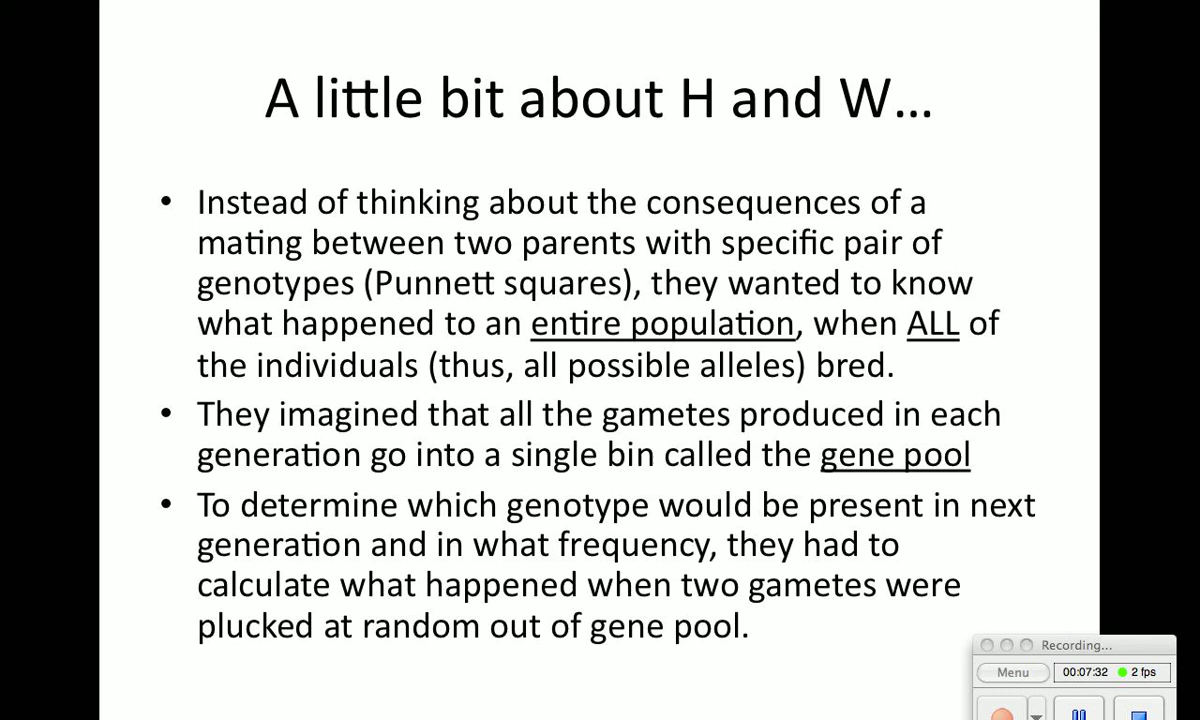 A little bit about H and W...
• Instead of thinking about the consequences of a
mating between two parents with specific pair of
genotypes (Punnett squares), they wanted to know
what happened to an entire population, when ALL of
the individuals (thus, all possible alleles) bred.
• They imagined that all the gametes produced in each
generation go into a single bin called the gene pool
• To determine which genotype would be present in next
generation and in what frequency, they had to
calculate what happened when two gametes were
plucked at random out of gene pool.
Recording...
Menu 00:07:32 2 fps